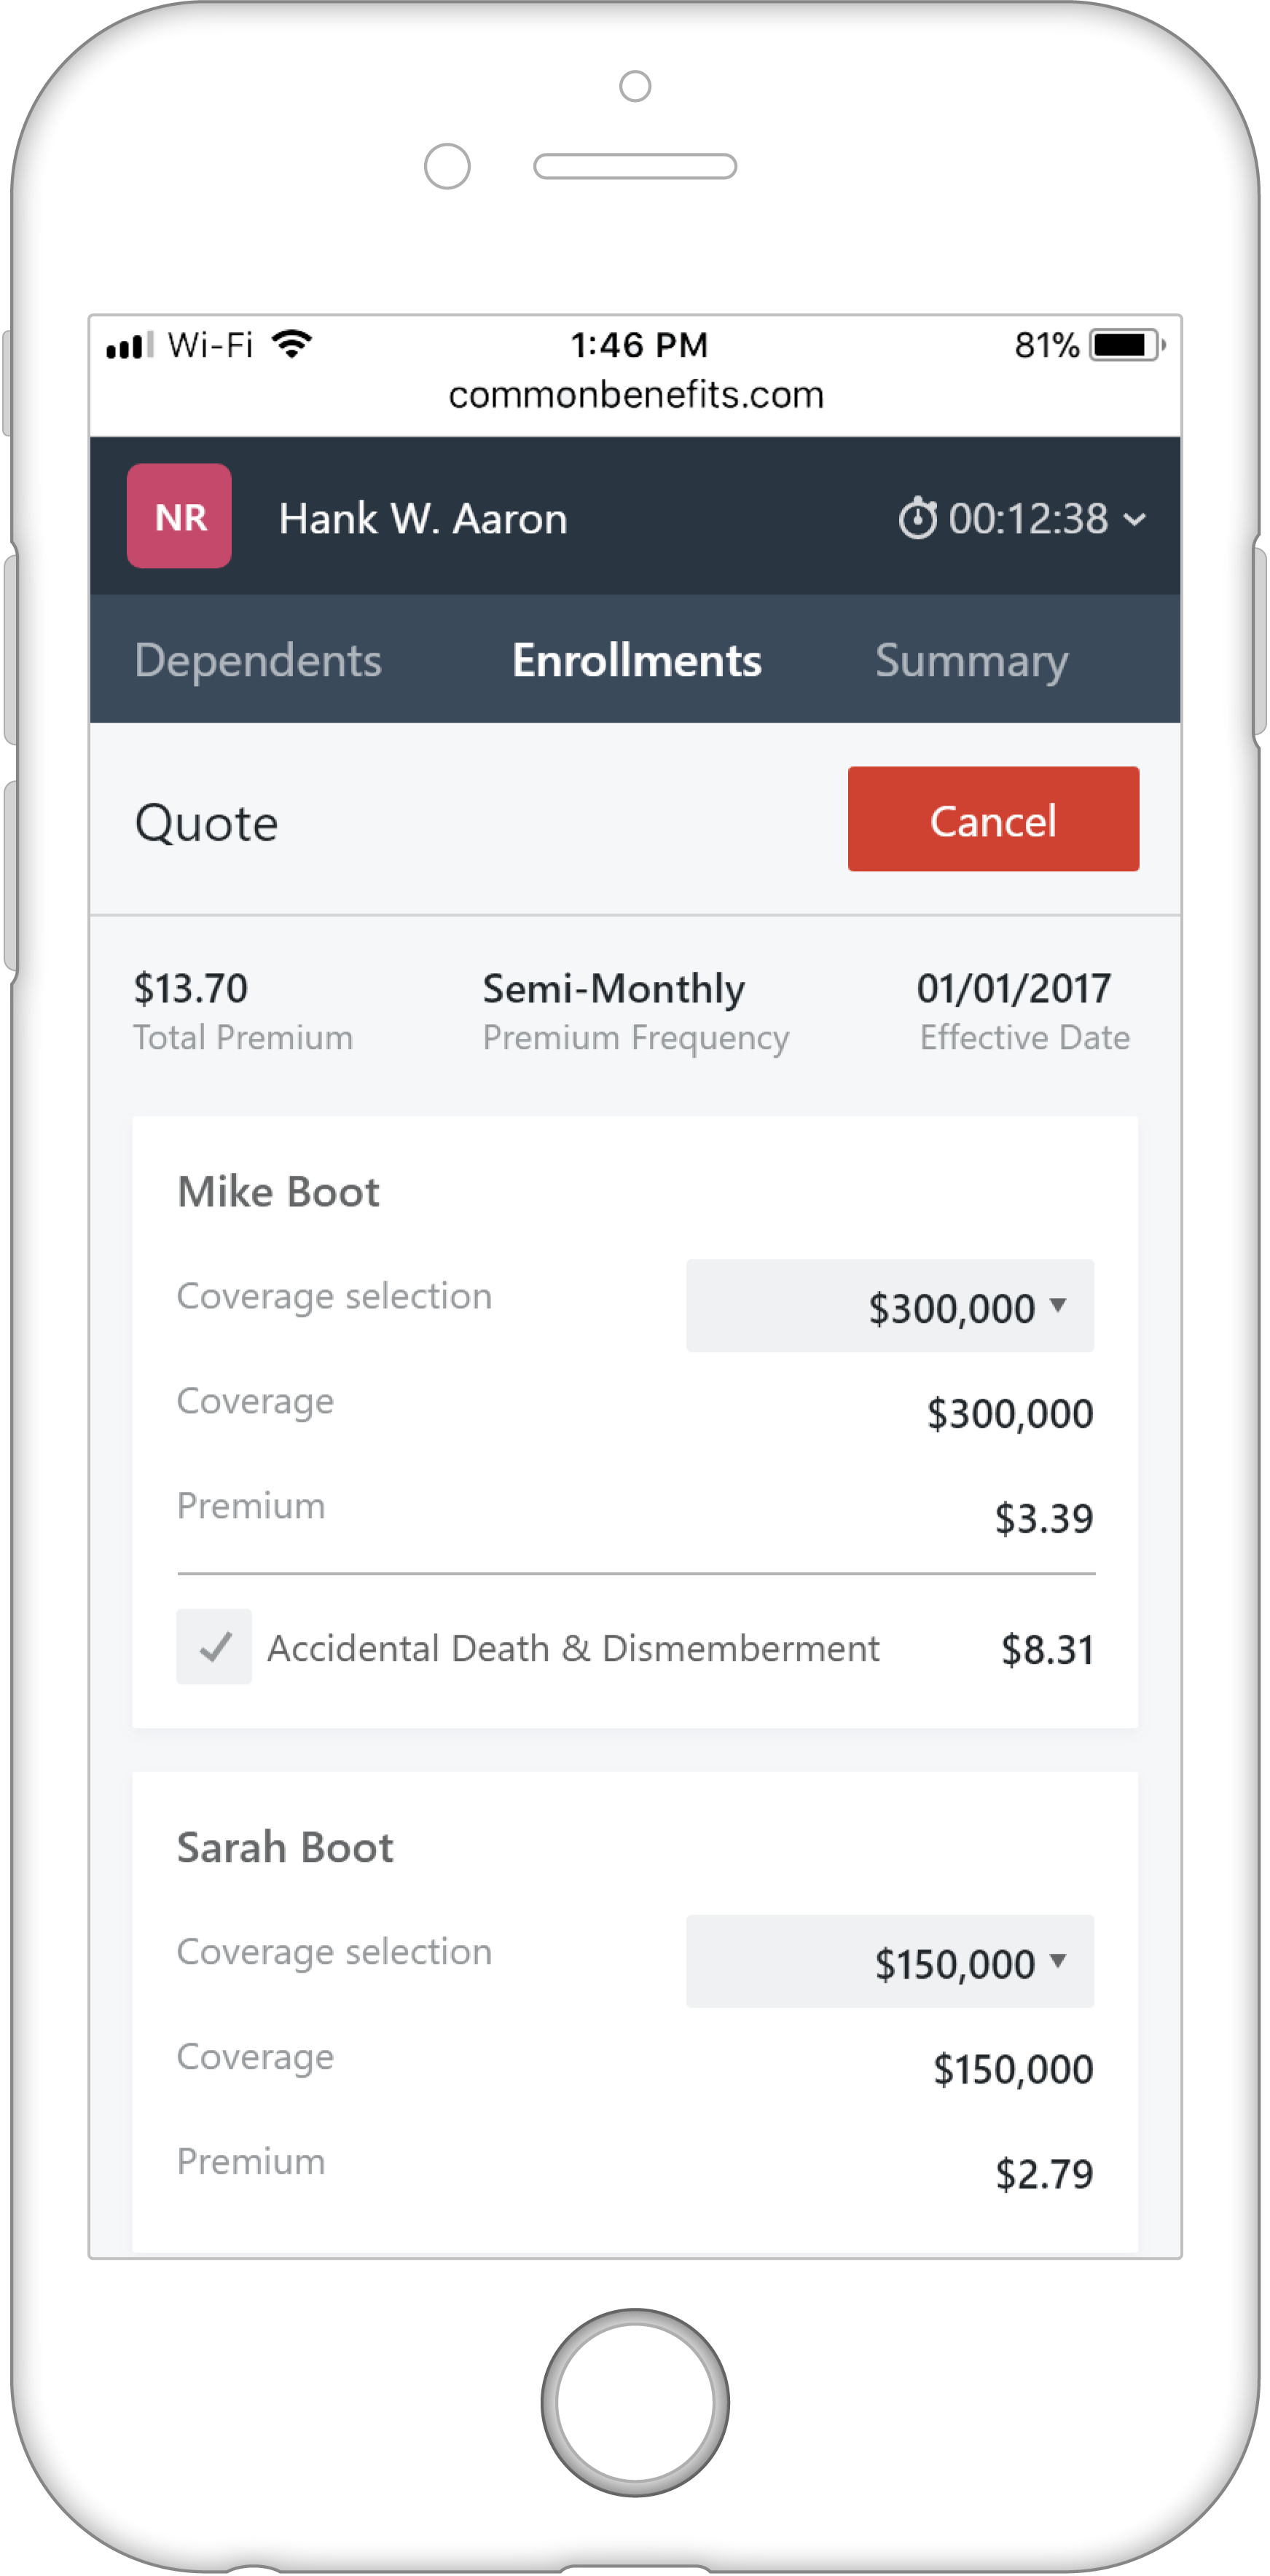 Wi-Fi 1:46 PM 81%
commonbenefits.com
NR Hank W. Aaron 00:12:38
Dependents Enrollments Summary
Quote Cancel
$13.70 Semi-Monthly 01/01/2017
Total Premium Premium Frequency Effective Date
Mike Boot
Coverage selection $300,000
Coverage $300,000
Premium $3.39
Accidental Death & Dismemberment $8.31
Sarah Boot
Coverage selection $150,000
Coverage $150,000
Premium $2.79